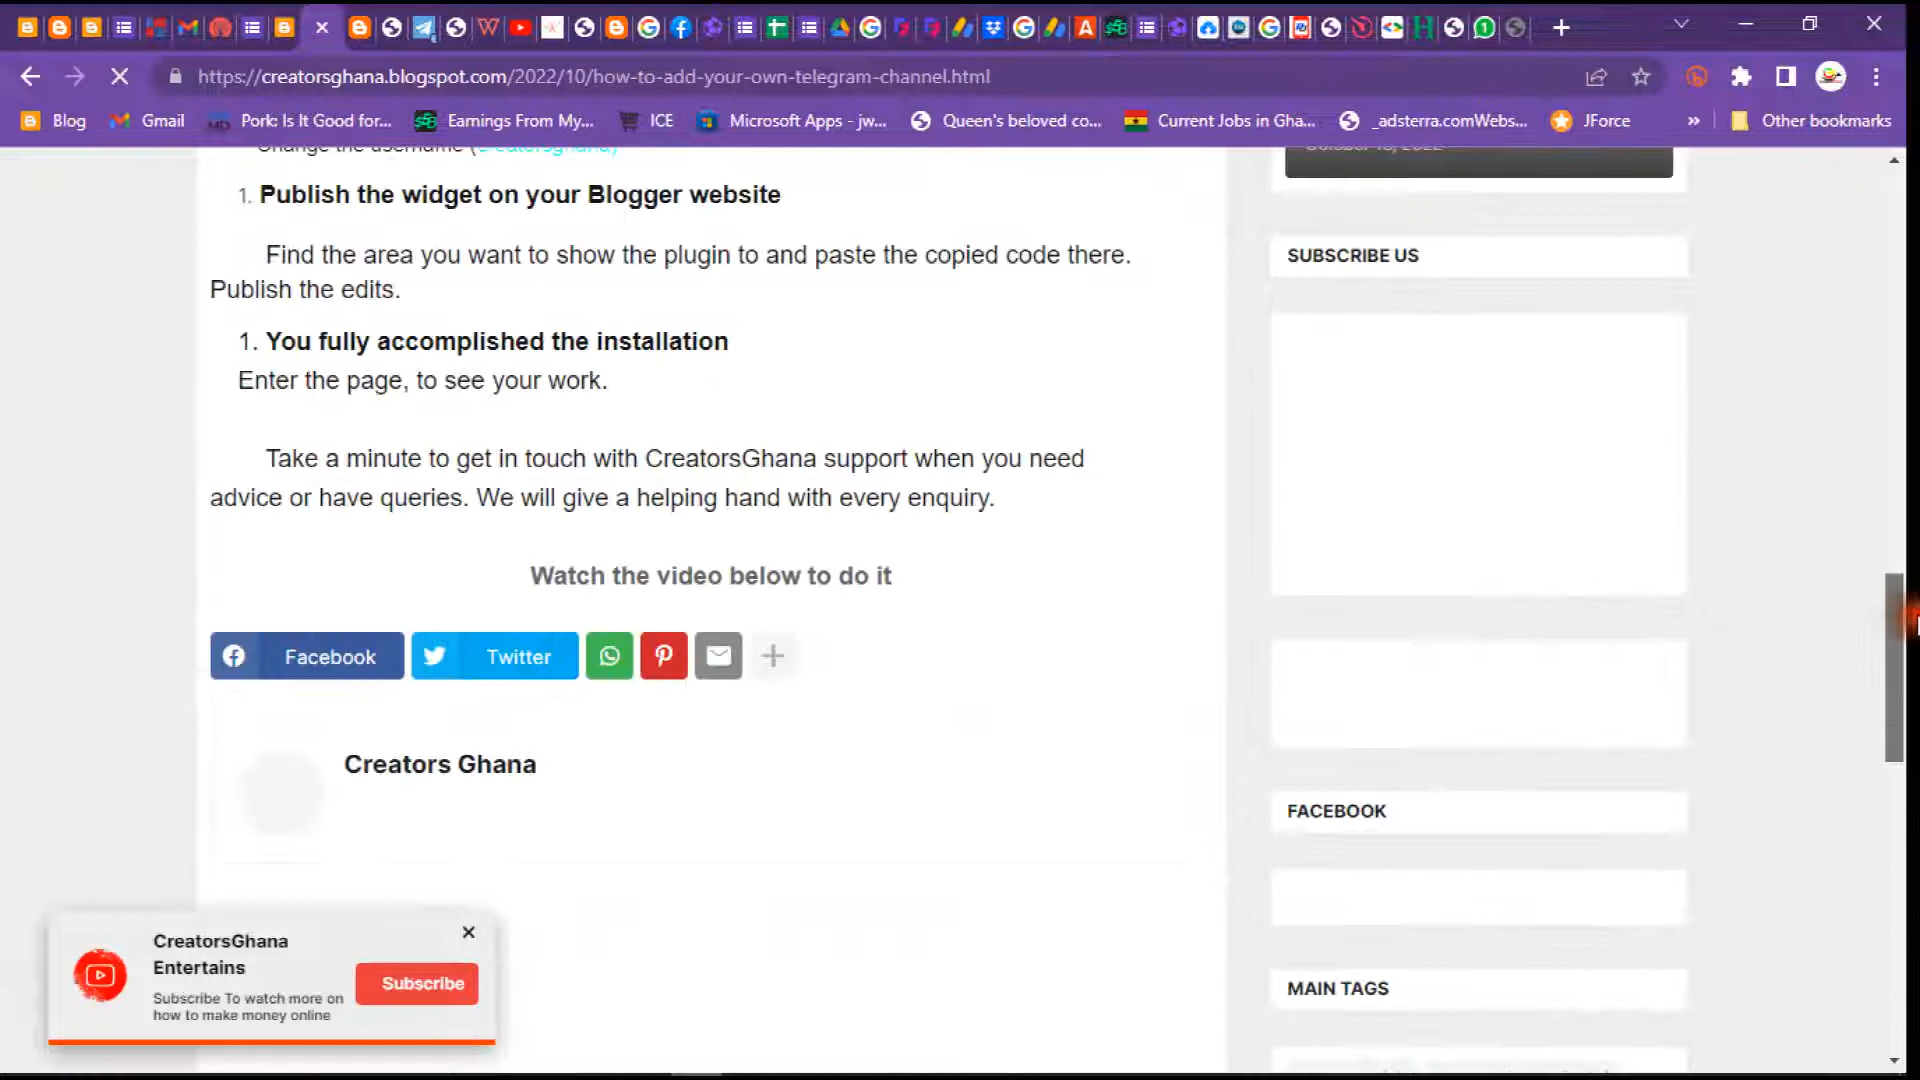 https://creatorsghana.blogspot.com/2022/10/how-to-add-your-own-telegram-channel.html
Blog
Gmail
Pork: Is It Good for...
Earnings From My...
ICE
Microsoft Apps - jw...
Queen's beloved co...
Current Jobs in Gha...
_adsterra.comWebs...
JForce
»
Other bookmarks
Change the username (creatorsghana)
1. Publish the widget on your Blogger website
Find the area you want to show the plugin to and paste the copied code there.
Publish the edits.
1. You fully accomplished the installation
Enter the page, to see your work.
Take a minute to get in touch with CreatorsGhana support when you need
advice or have queries. We will give a helping hand with every enquiry.
Watch the video below to do it
Facebook
Twitter
Creators Ghana
CreatorsGhana
Entertains
Subscribe To watch more on
how to make money online
Subscribe
SUBSCRIBE US
FACEBOOK
MAIN TAGS